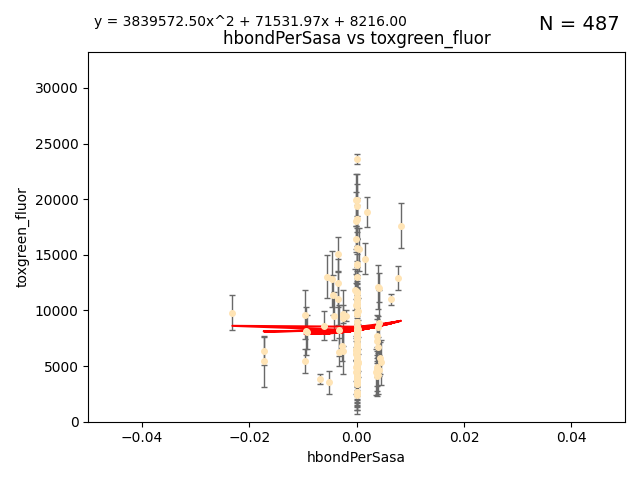 y = 3839572.50x^2 + 71531.97x + 8216.00
N = 487
hbondPerSasa vs toxgreen_fluor
toxgreen_fluor
30000
25000
20000
15000
10000
5000
0
−0.04
−0.02
0.00
0.02
0.04
hbondPerSasa